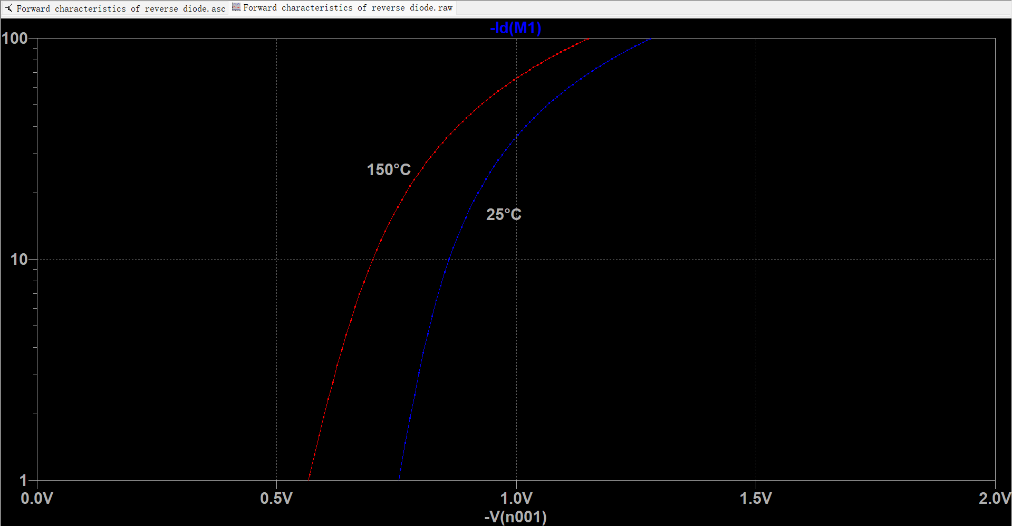 Forward characteristics of reverse diode.asc Forward characteristics of reverse diode.raw
-Id(M1)
100
150°C
25°C
10
1
0.0V 0.5V 1.0V 1.5V 2.0V
-V(n001)